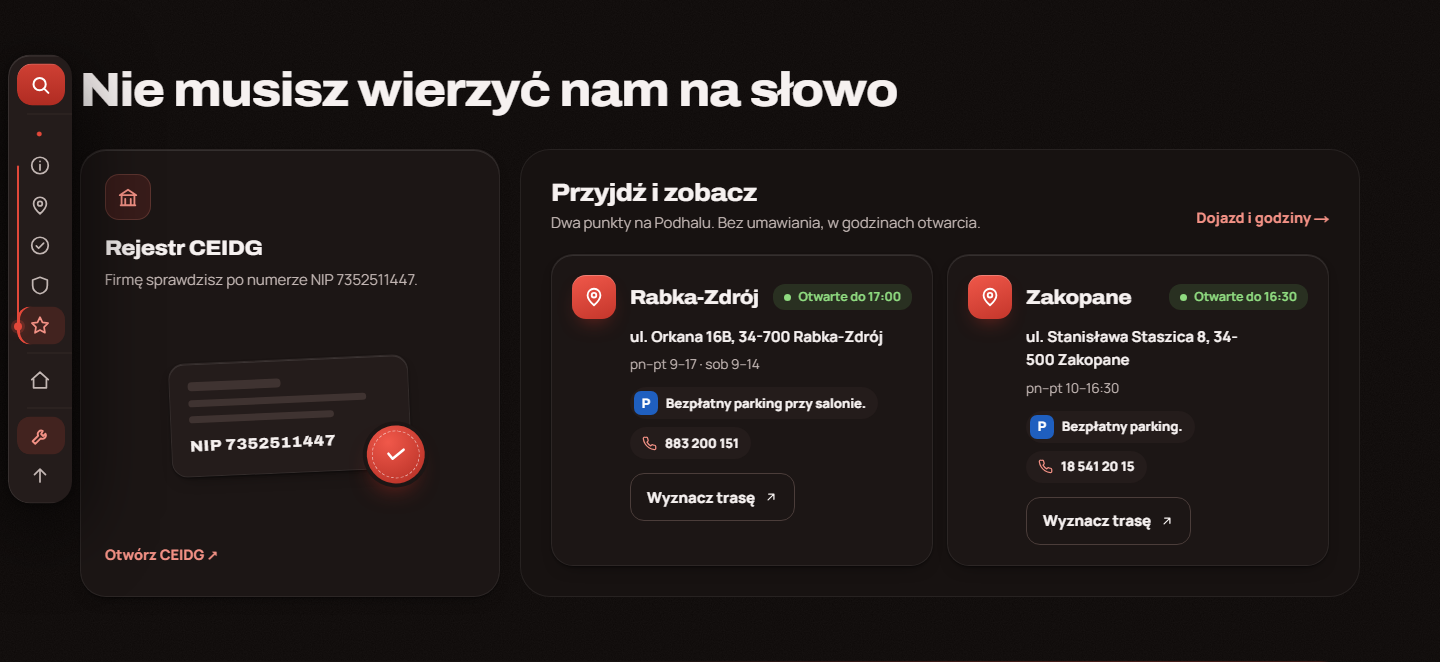 Nie musisz wierzyć nam na słowo
Rejestr CEIDG
Firmę sprawdzisz po numerze NIP 7352511447.
NIP 7352511447
Otwórz CEIDG ↗
Przyjdź i zobacz
Dwa punkty na Podhalu. Bez umawiania, w godzinach otwarcia.
Dojazd i godziny →
Rabka-Zdrój
Otwarte do 17:00
ul. Orkana 16B, 34-700 Rabka-Zdrój
pn–pt 9–17 · sob 9–14
P Bezpłatny parking przy salonie.
883 200 151
Wyznacz trasę ↗
Zakopane
Otwarte do 16:30
ul. Stanisława Staszica 8, 34-
500 Zakopane
pn–pt 10–16:30
P Bezpłatny parking.
18 541 20 15
Wyznacz trasę ↗